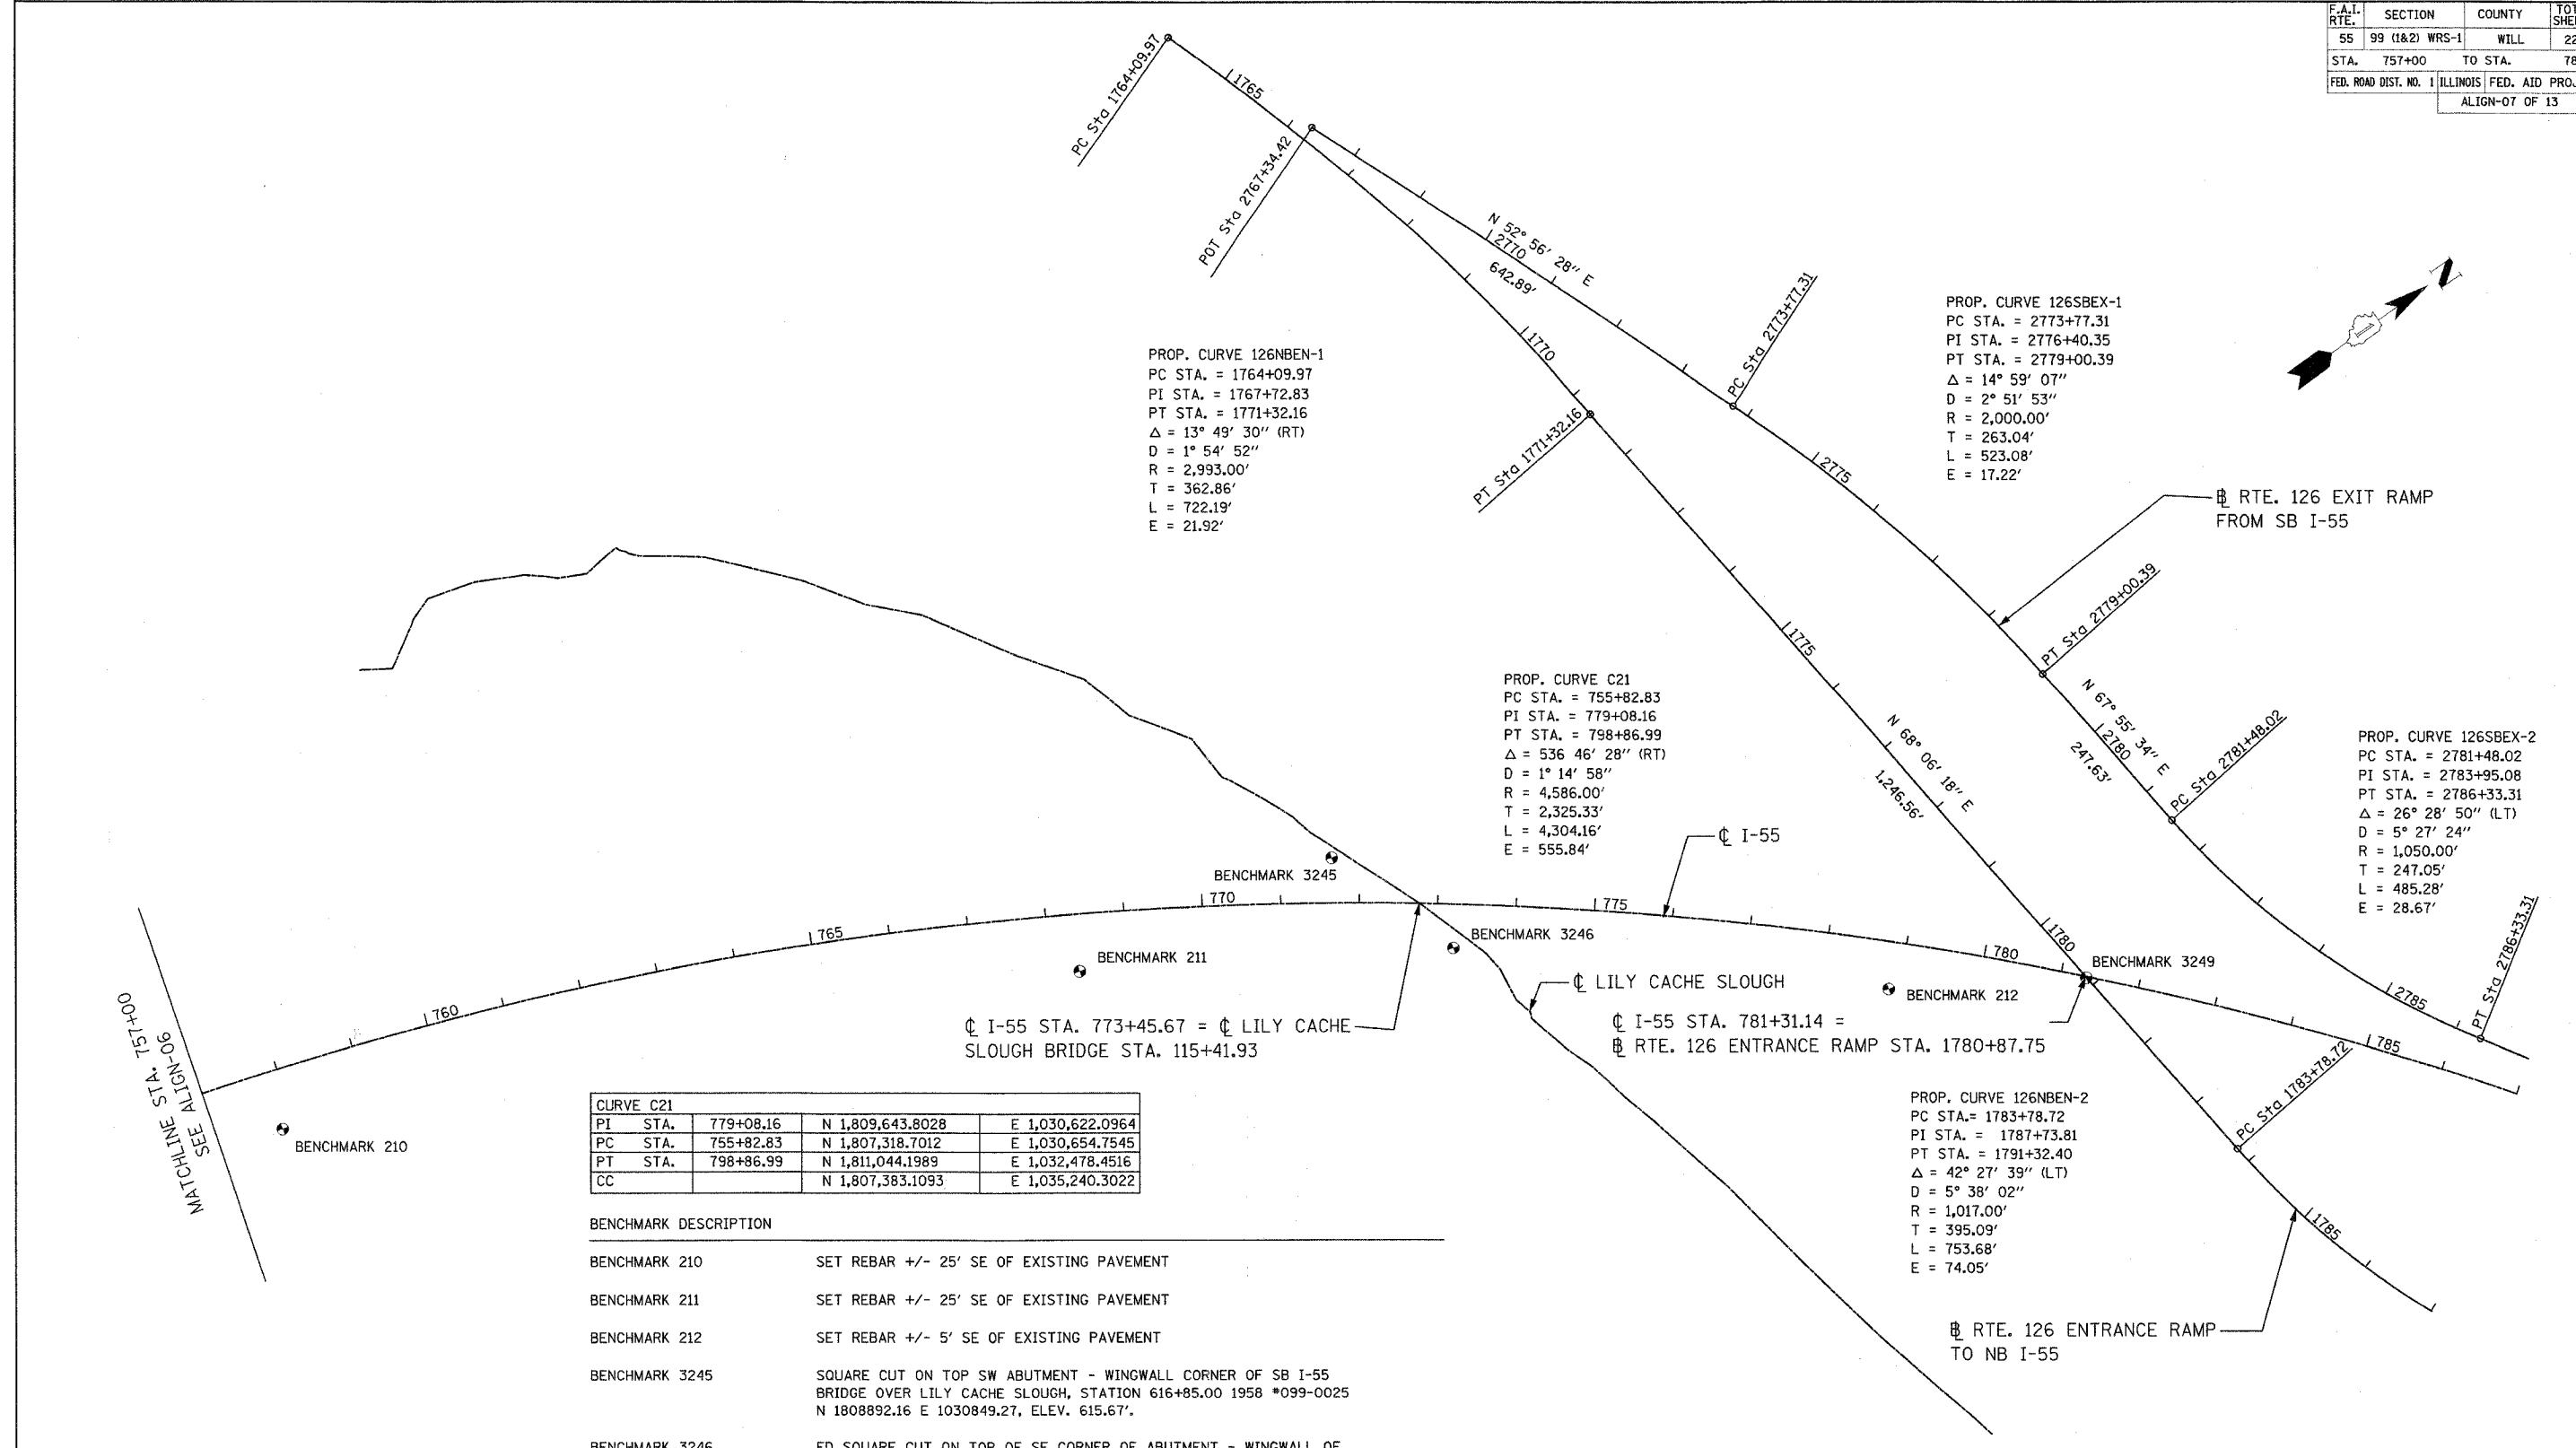 F.A.I. RTE. SECTION COUNTY
55 99 (1&2) WRS-1 WILL 22
STA. 757+00 TO STA. 78
FED. ROAD DIST. NO. 1 ILLINOIS FED. AID PROJ
ALIGN-07 OF 13
PC Sta 1764+09.97
1765
POT Sta 2767+34.42
N 52° 56' 28" E
2770
642.89'
PC Sta 2773+77.31
N
1770
PT Sta 1771+32.16
2775
PROP. CURVE 126NBEN-1
PC STA. = 1764+09.97
PI STA. = 1767+72.83
PT STA. = 1771+32.16
Δ = 13° 49' 30" (RT)
D = 1° 54' 52"
R = 2,993.00'
T = 362.86'
L = 722.19'
E = 21.92'
PROP. CURVE 126SBEX-1
PC STA. = 2773+77.31
PI STA. = 2776+40.35
PT STA. = 2779+00.39
Δ = 14° 59' 07"
D = 2° 51' 53"
R = 2,000.00'
T = 263.04'
L = 523.08'
E = 17.22'
℄ RTE. 126 EXIT RAMP
FROM SB I-55
PT Sta 2779+00.39
1775
N 67° 55' 34" E
2780
247.63'
PC Sta 2781+48.02
N 68° 06' 18" E
1,246.56'
PROP. CURVE C21
PC STA. = 755+82.83
PI STA. = 779+08.16
PT STA. = 798+86.99
Δ = 536 46' 28" (RT)
D = 1° 14' 58"
R = 4,586.00'
T = 2,325.33'
L = 4,304.16'
E = 555.84'
℄ I-55
PROP. CURVE 126SBEX-2
PC STA. = 2781+48.02
PI STA. = 2783+95.08
PT STA. = 2786+33.31
Δ = 26° 28' 50" (LT)
D = 5° 27' 24"
R = 1,050.00'
T = 247.05'
L = 485.28'
E = 28.67'
PT Sta 2786+33.31
2785
BENCHMARK 3245
770
775
765
760
780
1780
785
BENCHMARK 211
BENCHMARK 3246
BENCHMARK 3249
BENCHMARK 212
℄ LILY CACHE SLOUGH
℄ I-55 STA. 773+45.67 = ℄ LILY CACHE
SLOUGH BRIDGE STA. 115+41.93
℄ I-55 STA. 781+31.14 =
℄ RTE. 126 ENTRANCE RAMP STA. 1780+87.75
MATCHLINE STA. 757+00
SEE ALIGN-06
BENCHMARK 210
PC Sta 1783+78.72
1785
PROP. CURVE 126NBEN-2
PC STA.= 1783+78.72
PI STA. = 1787+73.81
PT STA. = 1791+32.40
Δ = 42° 27' 39" (LT)
D = 5° 38' 02"
R = 1,017.00'
T = 395.09'
L = 753.68'
E = 74.05'
℄ RTE. 126 ENTRANCE RAMP
TO NB I-55
CURVE C21
PI STA. 779+08.16 N 1,809,643.8028 E 1,030,622.0964
PC STA. 755+82.83 N 1,807,318.7012 E 1,030,654.7545
PT STA. 798+86.99 N 1,811,044.1989 E 1,032,478.4516
CC N 1,807,383.1093 E 1,035,240.3022
BENCHMARK DESCRIPTION
BENCHMARK 210 SET REBAR +/- 25' SE OF EXISTING PAVEMENT
BENCHMARK 211 SET REBAR +/- 25' SE OF EXISTING PAVEMENT
BENCHMARK 212 SET REBAR +/- 5' SE OF EXISTING PAVEMENT
BENCHMARK 3245 SQUARE CUT ON TOP SW ABUTMENT - WINGWALL CORNER OF SB I-55
BRIDGE OVER LILY CACHE SLOUGH, STATION 616+85.00 1958 #099-0025
N 1808892.16 E 1030849.27, ELEV. 615.67'.
BENCHMARK 3246 SQUARE CUT ON TOP OF SE CORNER OF ABUTMENT - WINGWALL OF